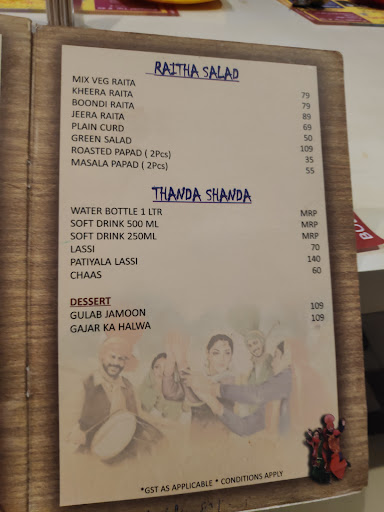 RAITHA SALAD
MIX VEG RAITA 79
KHEERA RAITA 79
BOONDI RAITA 89
JEERA RAITA 69
PLAIN CURD 50
GREEN SALAD 109
ROASTED PAPAD ( 2Pcs) 35
MASALA PAPAD ( 2Pcs) 55
THANDA SHANDA
WATER BOTTLE 1 LTR MRP
SOFT DRINK 500 ML MRP
SOFT DRINK 250ML MRP
LASSI 70
PATIYALA LASSI 140
CHAAS 60
DESSERT
GULAB JAMOON 109
GAJAR KA HALWA 109
*GST AS APPLICABLE * CONDITIONS APPLY